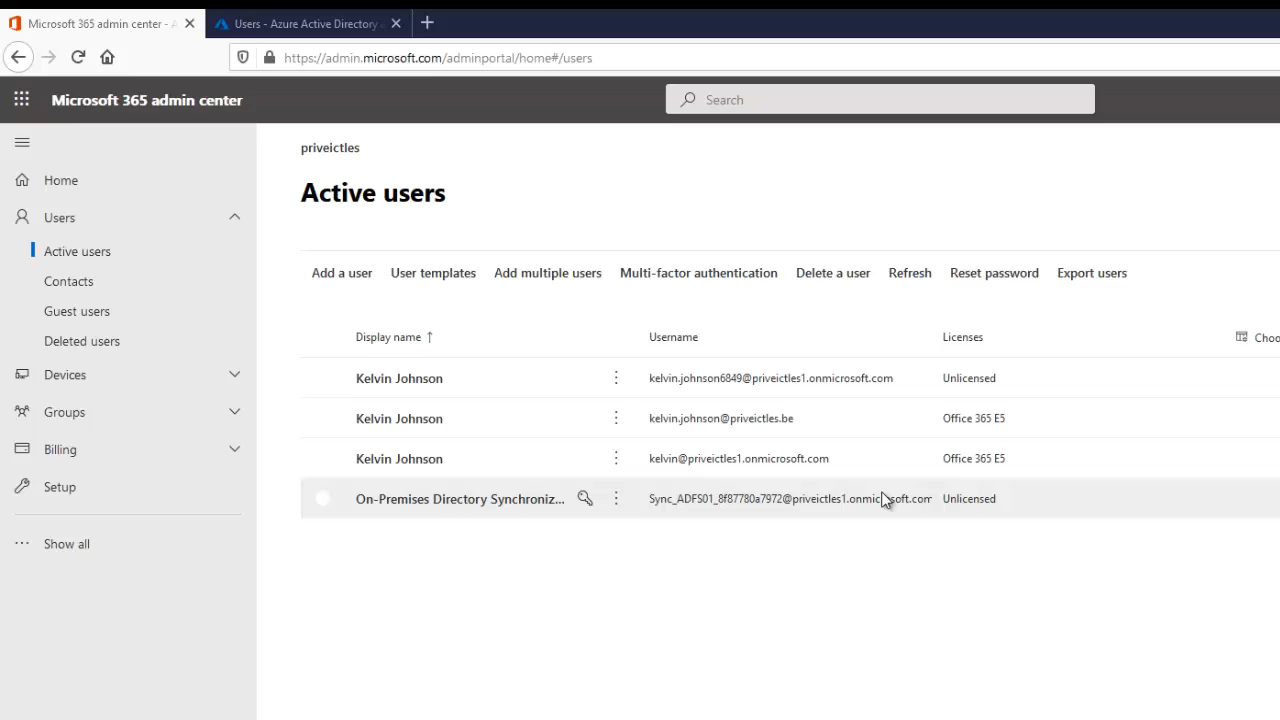 Microsoft 365 admin center - A
Users - Azure Active Directory a
https://admin.microsoft.com/adminportal/home#/users
Microsoft 365 admin center
Search
priveictles
Home
Active users
Users
Active users
Contacts
Guest users
Deleted users
Devices
Groups
Billing
Setup
Show all
Add a user User templates Add multiple users Multi-factor authentication Delete a user Refresh Reset password Export users
Display name ↑ Username Licenses Choo
Kelvin Johnson kelvin.johnson6849@priveictles1.onmicrosoft.com Unlicensed
Kelvin Johnson kelvin.johnson@priveictles.be Office 365 E5
Kelvin Johnson kelvin@priveictles1.onmicrosoft.com Office 365 E5
On-Premises Directory Synchroniz... Sync_ADFS01_8f87780a7972@priveictles1.onmicrosoft.com Unlicensed